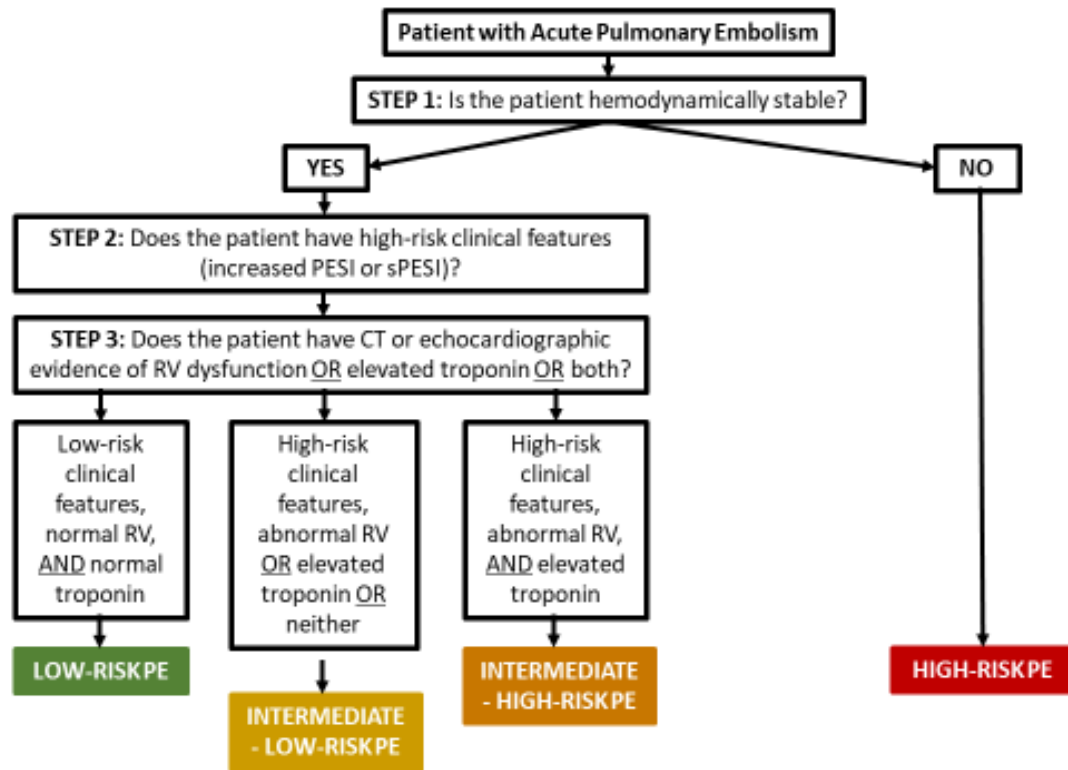 Patient with Acute Pulmonary Embolism
STEP 1: Is the patient hemodynamically stable?
YES
NO
STEP 2: Does the patient have high-risk clinical features
(increased PESI or sPESI)?
STEP 3: Does the patient have CT or echocardiographic
evidence of RV dysfunction OR elevated troponin OR both?
Low-risk
clinical
features,
normal RV,
AND normal
troponin
High-risk
clinical
features,
abnormal RV
OR elevated
troponin OR
neither
High-risk
clinical
features,
abnormal RV,
AND elevated
troponin
LOW-RISK PE
INTERMEDIATE
- LOW-RISK PE
INTERMEDIATE
- HIGH-RISK PE
HIGH-RISK PE